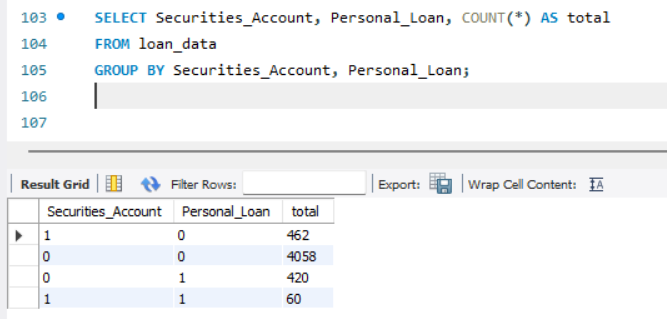 103 SELECT Securities_Account, Personal_Loan, COUNT(*) AS total
104 FROM loan_data
105 GROUP BY Securities_Account, Personal_Loan;
106
107
Result Grid Filter Rows: Export: Wrap Cell Content:
Securities_Account Personal_Loan total
1 0 462
0 0 4058
0 1 420
1 1 60